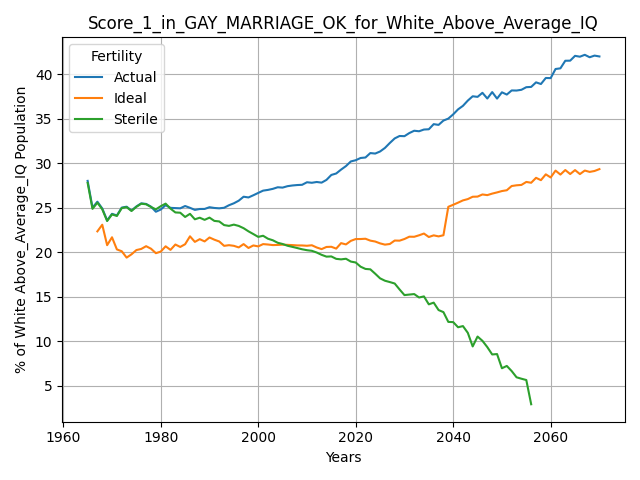 Score_1_in_GAY_MARRIAGE_OK_for_White_Above_Average_IQ
% of White Above_Average_IQ Population
40
35
30
25
20
15
10
5
Fertility
Actual
Ideal
Sterile
1960
1980
2000
2020
2040
2060
Years